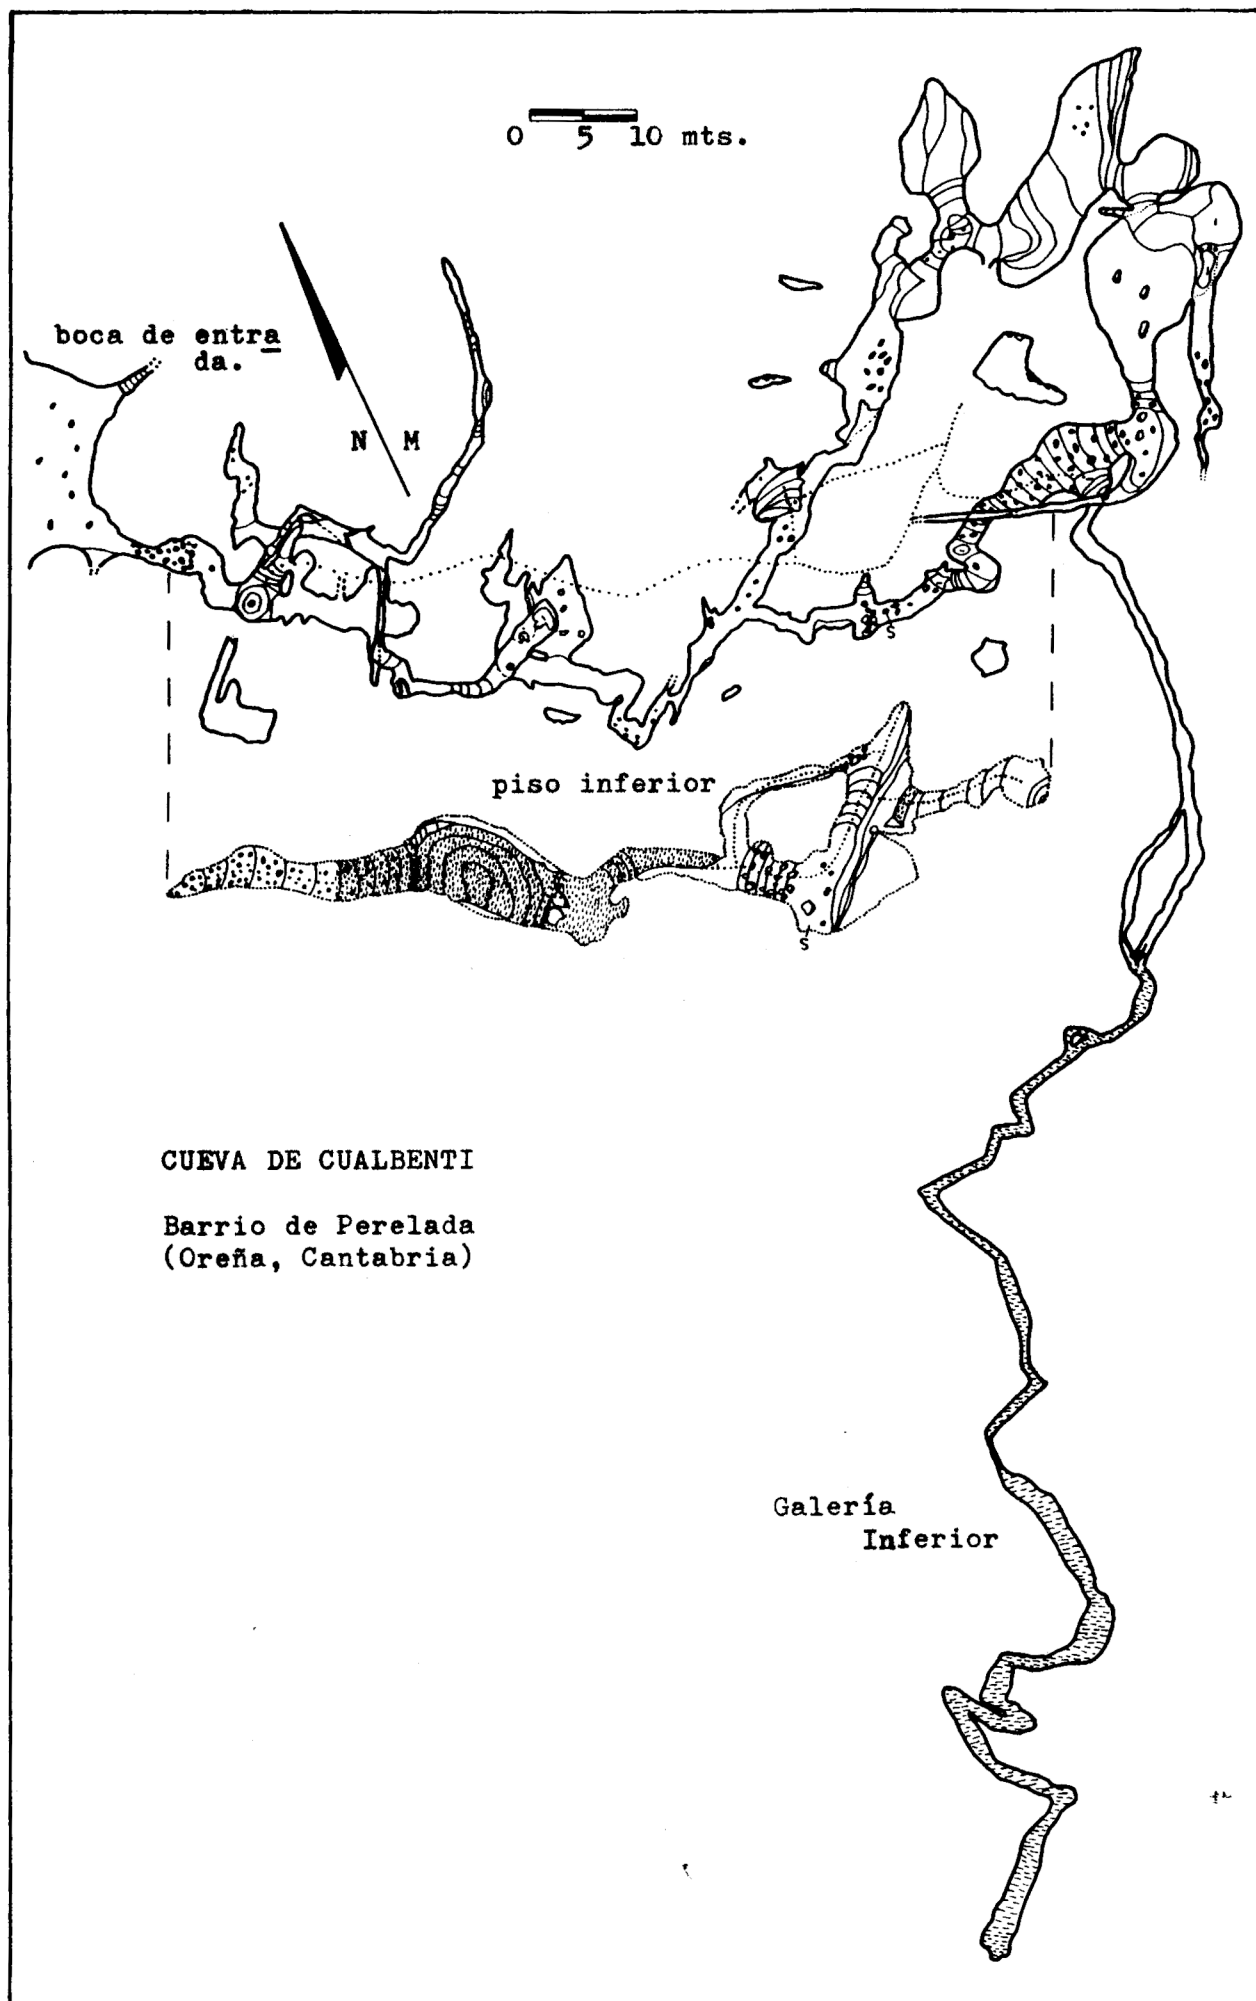 0 5 10 mts.
boca de entra
da.
N M
S
piso inferior
S
CUEVA DE CUALBENTI
Barrio de Perelada
(Oreña, Cantabria)
Galería
Inferior